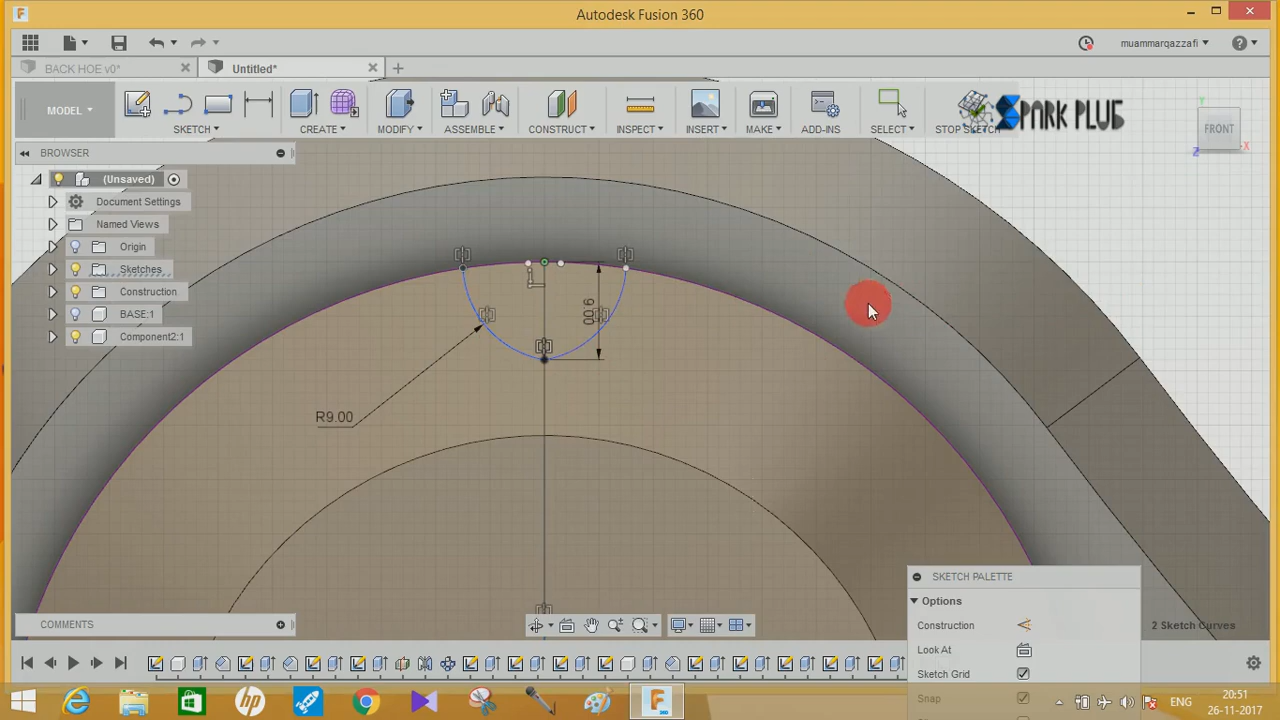 Autodesk Fusion 360
muammarqazzafi
BACK HOE v0*
Untitled*
MODEL
SKETCH
CREATE
MODIFY
ASSEMBLE
CONSTRUCT
INSPECT
INSERT
MAKE
ADD-INS
SELECT
STOP SKETCH
SPARK PLUG
FRONT
Y
X
Z
BROWSER
(Unsaved)
Document Settings
Named Views
Origin
Sketches
Construction
BASE:1
Component2:1
9.00
R9.00
SKETCH PALETTE
Options
Construction
Look At
Sketch Grid
Snap
2 Sketch Curves
COMMENTS
ENG
20:51
26-11-2017